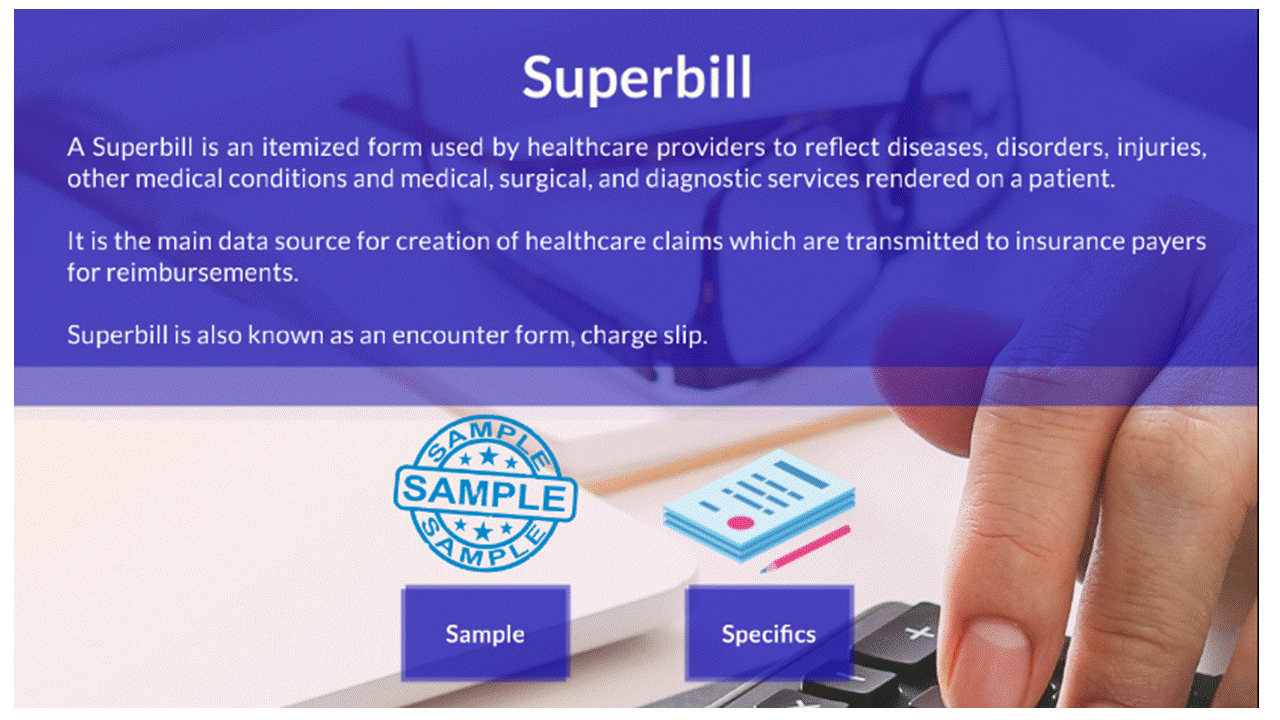 Superbill
A Superbill is an itemized form used by healthcare providers to reflect diseases, disorders, injuries,
other medical conditions and medical, surgical, and diagnostic services rendered on a patient.
It is the main data source for creation of healthcare claims which are transmitted to insurance payers
for reimbursements.
Superbill is also known as an encounter form, charge slip.
SAMPLE
SAMPLE
SAMPLE
Sample
Specifics
+
−